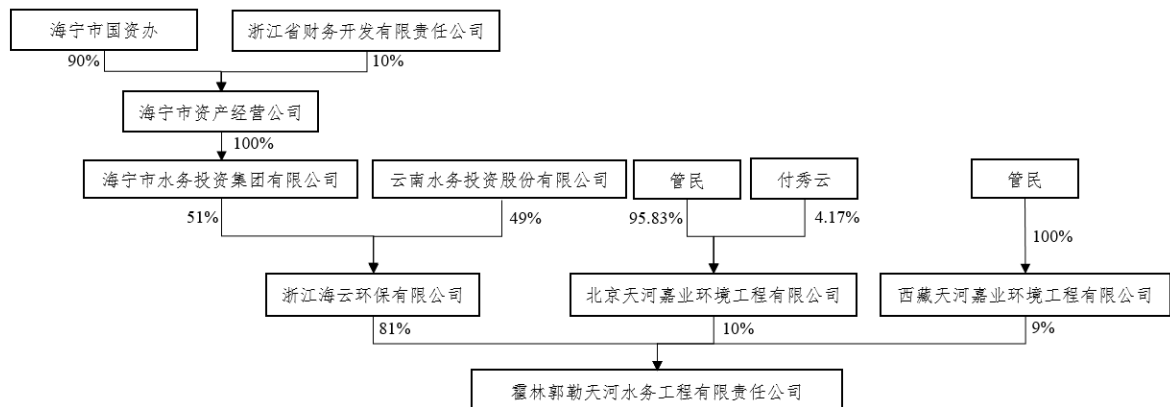 海宁市国资办
浙江省财务开发有限责任公司
90%
10%
海宁市资产经营公司
100%
海宁市水务投资集团有限公司
云南水务投资股份有限公司
管民
付秀云
管民
51%
49%
95.83%
4.17%
100%
浙江海云环保有限公司
北京天河嘉业环境工程有限公司
西藏天河嘉业环境工程有限公司
81%
10%
9%
霍林郭勒天河水务工程有限责任公司